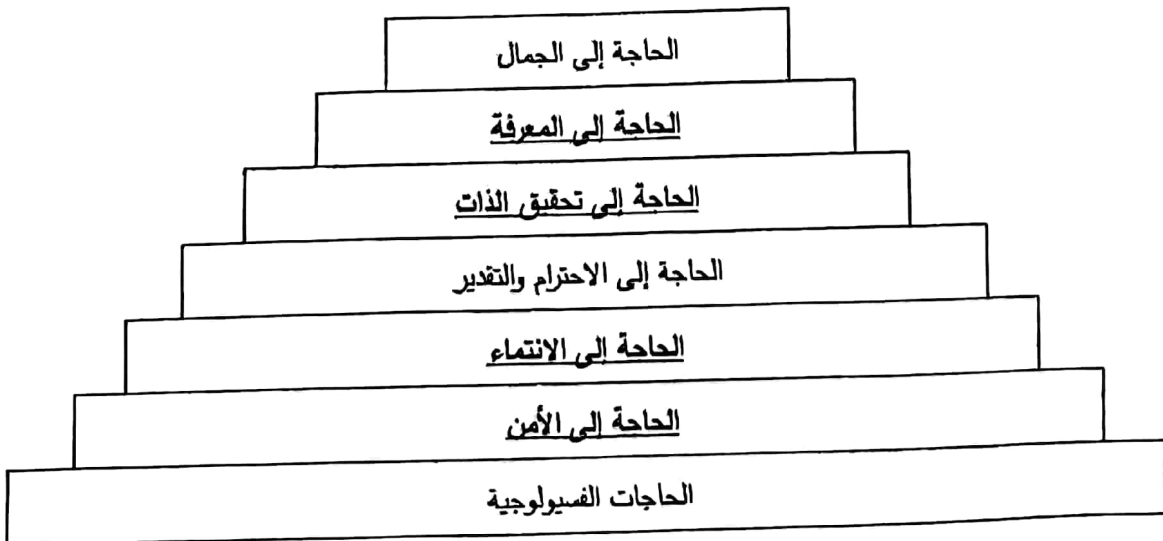 الحاجة إلى الجمال
الحاجة إلى المعرفة
الحاجة إلى تحقيق الذات
الحاجة إلى الاحترام والتقدير
الحاجة إلى الانتماء
الحاجة إلى الأمن
الحاجات الفسيولوجية